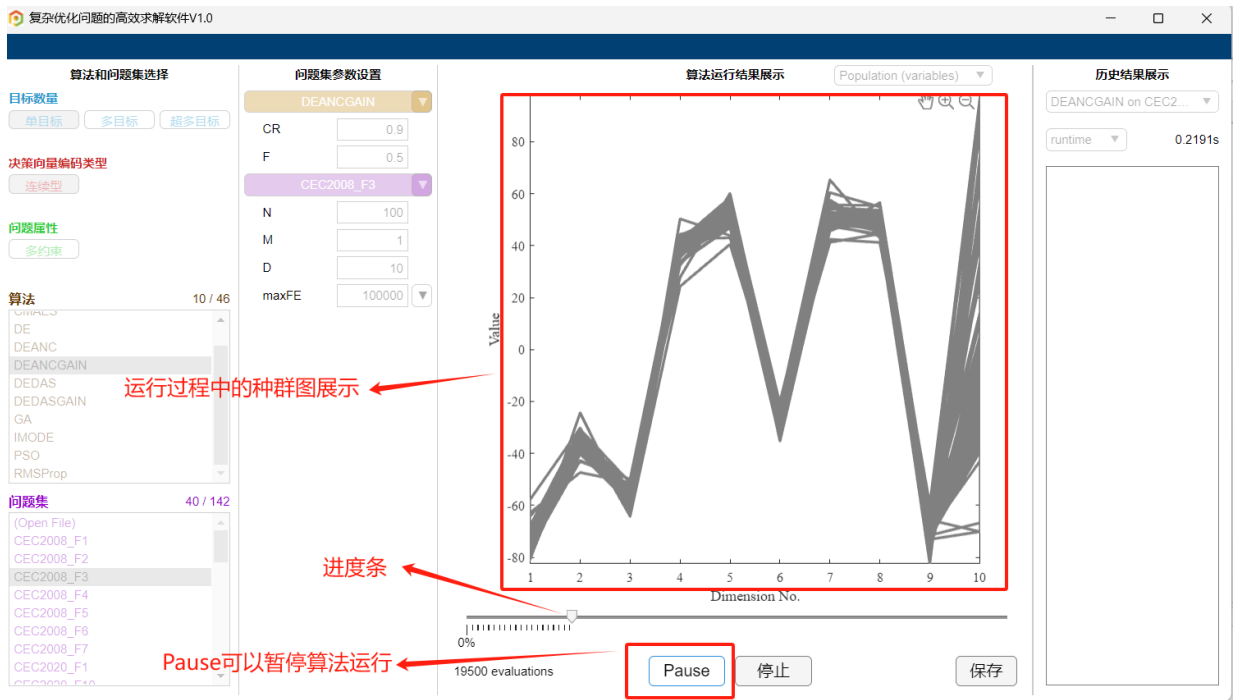 复杂优化问题的高效求解软件V1.0
算法和问题集选择
目标数量
单目标 多目标 超多目标
决策向量编码类型
连续型
问题属性
多约束
算法 10 / 46
CMAES
DE
DEANC
DEANCGAIN
DEDAS
DEDASGAIN
GA
IMODE
PSO
RMSProp
问题集 40 / 142
(Open File)
CEC2008_F1
CEC2008_F2
CEC2008_F3
CEC2008_F4
CEC2008_F5
CEC2008_F6
CEC2008_F7
CEC2020_F1
CEC2020_F10
问题集参数设置
DEANCGAIN
CR 0.9
F 0.5
CEC2008_F3
N 100
M 1
D 10
maxFE 100000
算法运行结果展示 Population (variables)
80
60
40
20
0
-20
-40
-60
-80
Value
1 2 3 4 5 6 7 8 9 10
Dimension No.
运行过程中的种群图展示
进度条
Pause可以暂停算法运行
0%
19500 evaluations
Pause 停止 保存
历史结果展示
DEANCGAIN on CEC2...
runtime 0.2191s